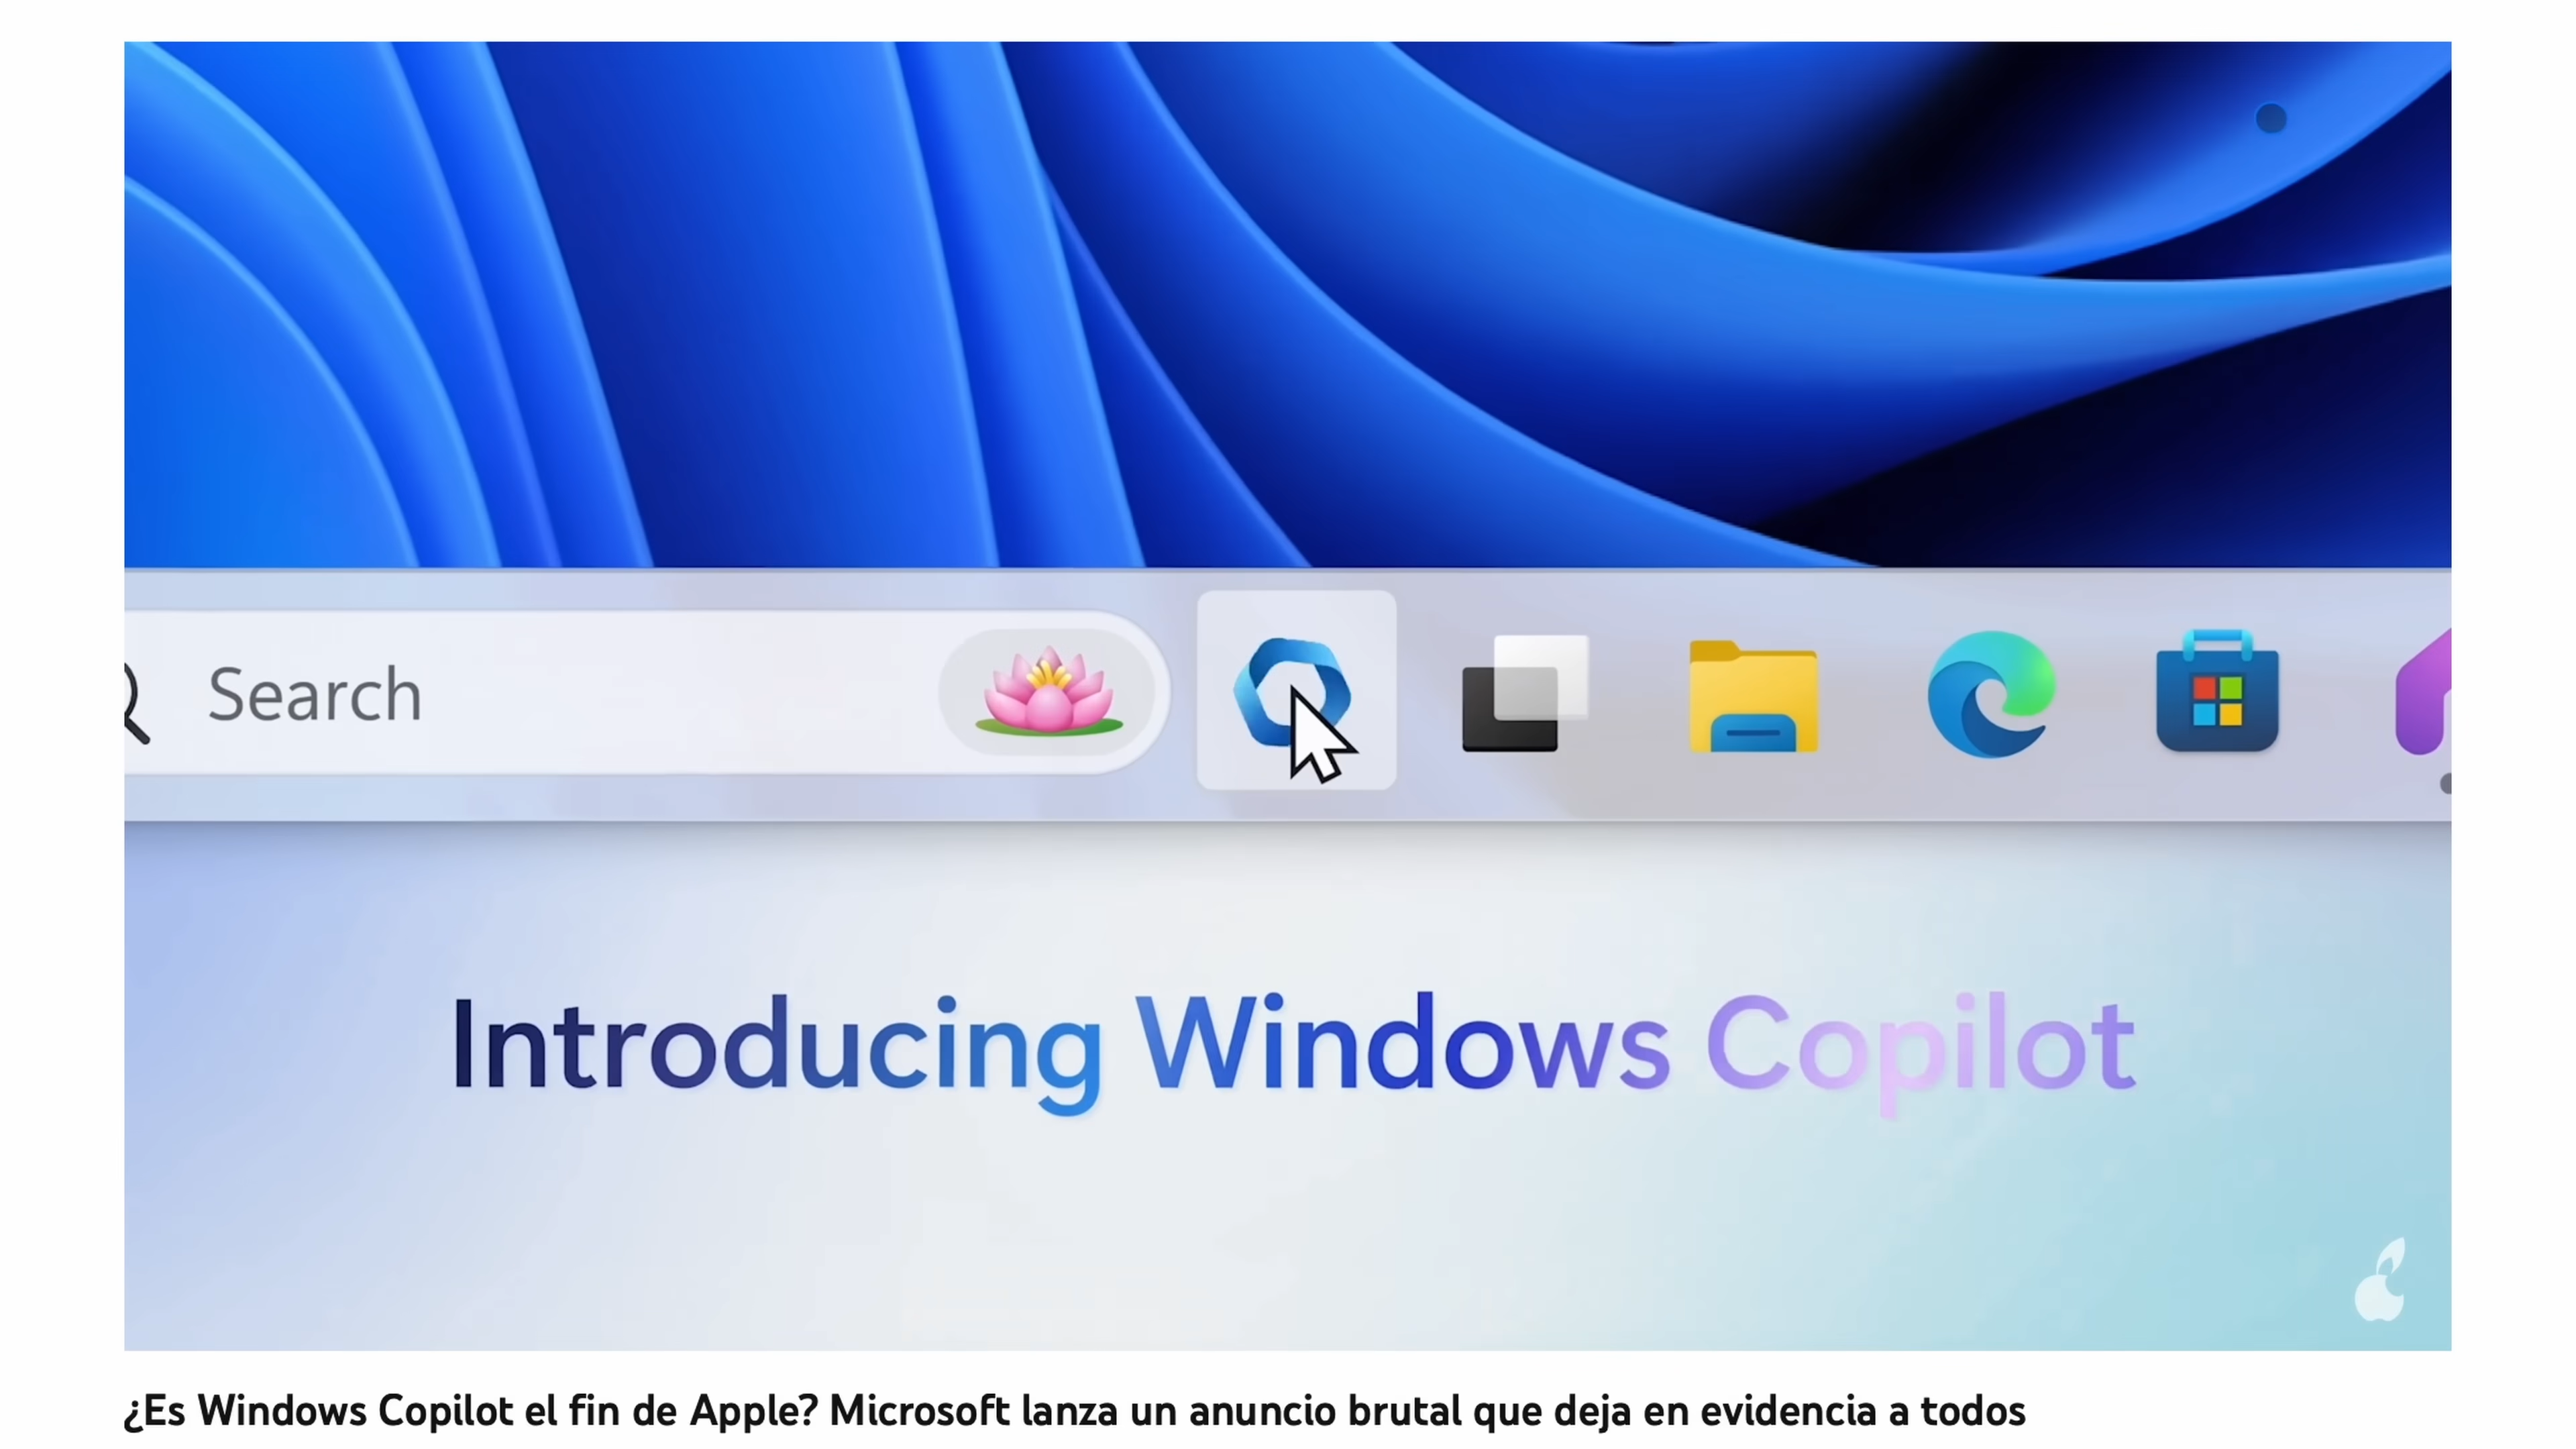 Search
Introducing Windows Copilot
¿Es Windows Copilot el fin de Apple? Microsoft lanza un anuncio brutal que deja en evidencia a todos